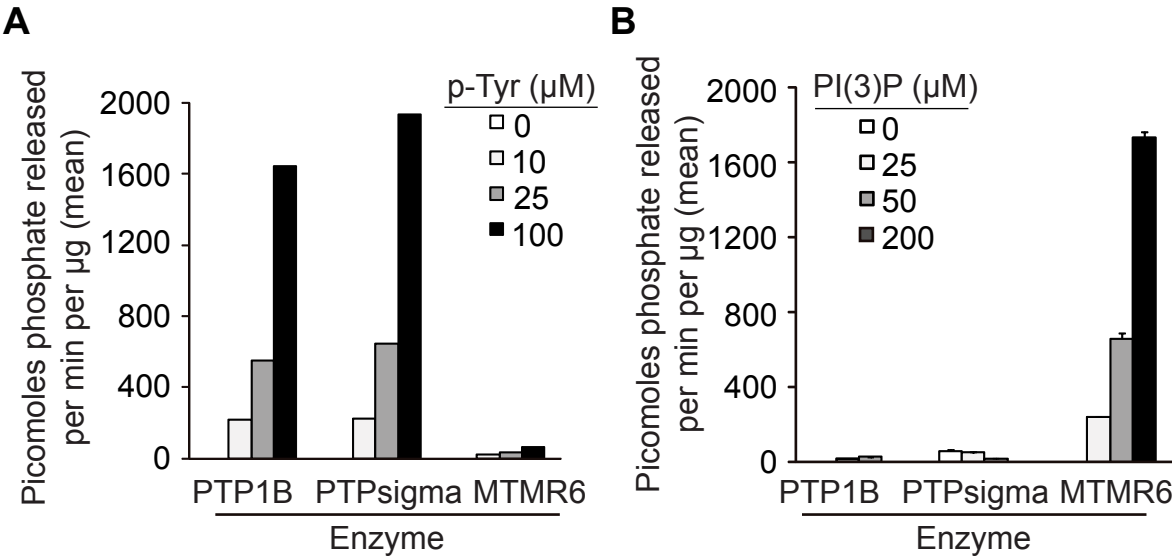 A
Picomoles phosphate released
per min per µg (mean)
2000
1600
1200
800
400
0
p-Tyr (µM)
0
10
25
100
PTP1B PTPsigma MTMR6
Enzyme
B
Picomoles phosphate released
per min per µg (mean)
2000
1600
1200
800
400
0
PI(3)P (µM)
0
25
50
200
PTP1B PTPsigma MTMR6
Enzyme